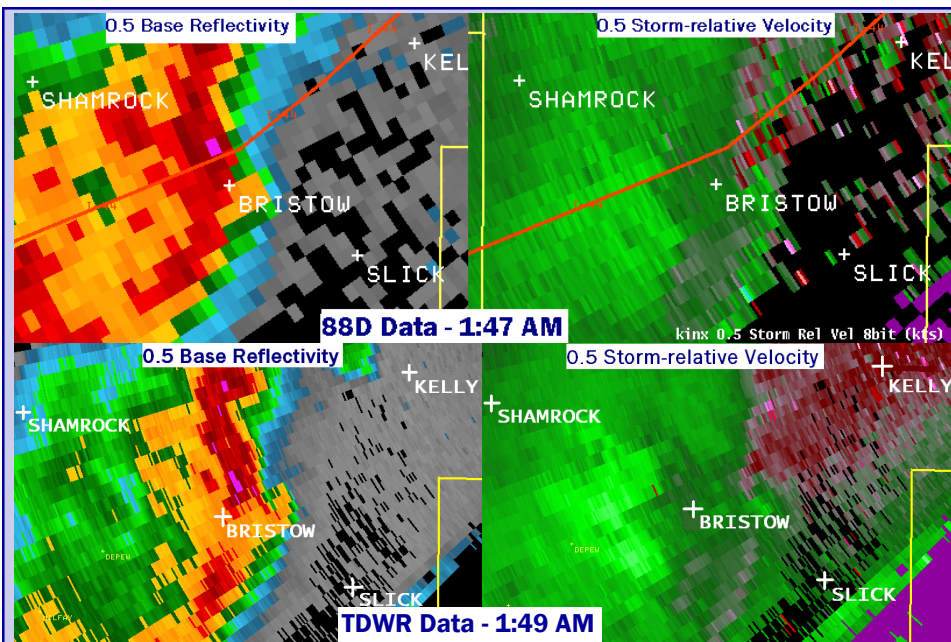 0.5 Base Reflectivity
0.5 Storm-relative Velocity
KEL
KEL
SHAMROCK
SHAMROCK
BRISTOW
BRISTOW
SLICK
SLICK
88D Data - 1:47 AM
kinx 0.5 Storm Rel Vel 8bit (kts)
0.5 Base Reflectivity
0.5 Storm-relative Velocity
KELLY
KELLY
SHAMROCK
SHAMROCK
BRISTOW
BRISTOW
DEPEW
DEPEW
SLICK
SLICK
TDWR Data - 1:49 AM